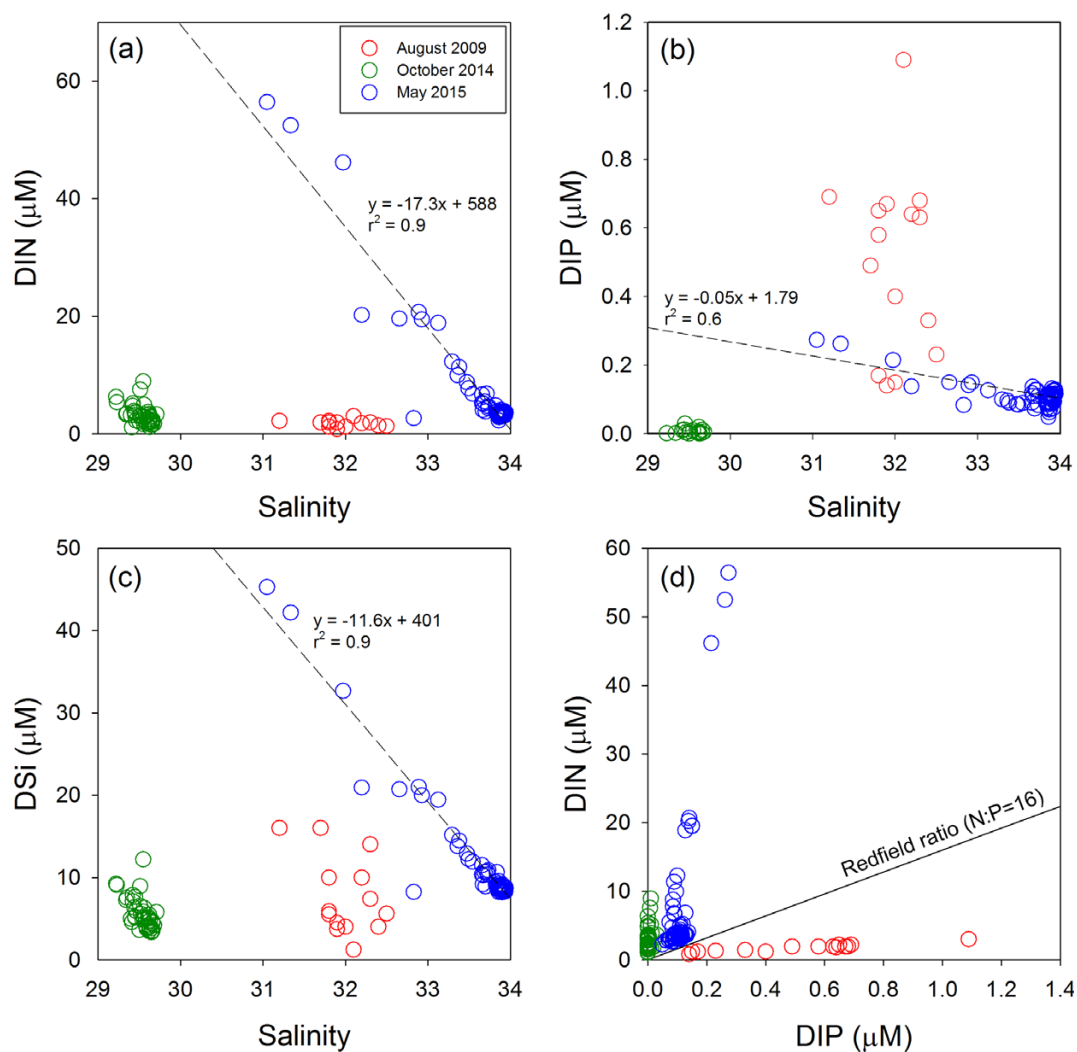 (a)
August 2009
October 2014
May 2015
y = -17.3x + 588
r² = 0.9
DIN (μM)
60
40
20
0
29 30 31 32 33 34
Salinity
(b)
y = -0.05x + 1.79
r² = 0.6
DIP (μM)
1.2
1.0
0.8
0.6
0.4
0.2
0.0
29 30 31 32 33 34
Salinity
(c)
y = -11.6x + 401
r² = 0.9
DSi (μM)
50
40
30
20
10
0
29 30 31 32 33 34
Salinity
(d)
Redfield ratio (N:P=16)
DIN (μM)
60
50
40
30
20
10
0
0.0 0.2 0.4 0.6 0.8 1.0 1.2 1.4
DIP (μM)